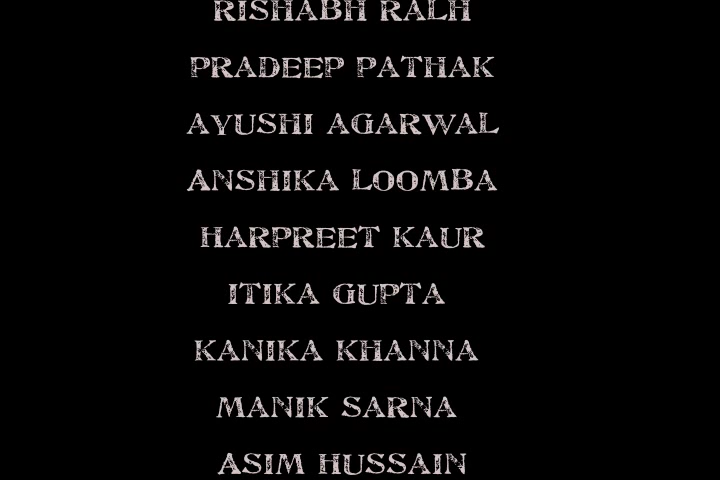 RISHABH RALH
PRADEEP PATHAK
AYUSHI AGARWAL
ANSHIKA LOOMBA
HARPREET KAUR
ITIKA GUPTA
KANIKA KHANNA
MANIK SARNA
ASIM HUSSAIN